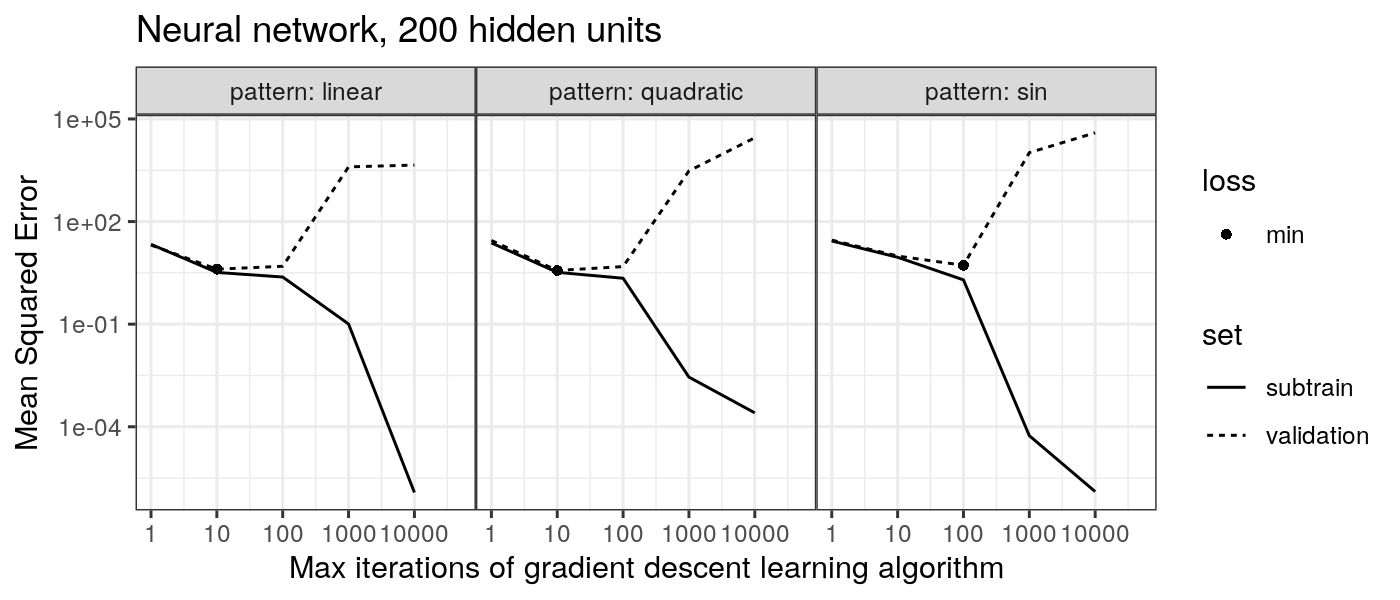 Neural network, 200 hidden units
pattern: linear
pattern: quadratic
pattern: sin
Mean Squared Error
1e+05
1e+02
1e-01
1e-04
1 10 100 1000 10000
1 10 100 1000 10000
1 10 100 1000 10000
Max iterations of gradient descent learning algorithm
loss
min
set
subtrain
validation